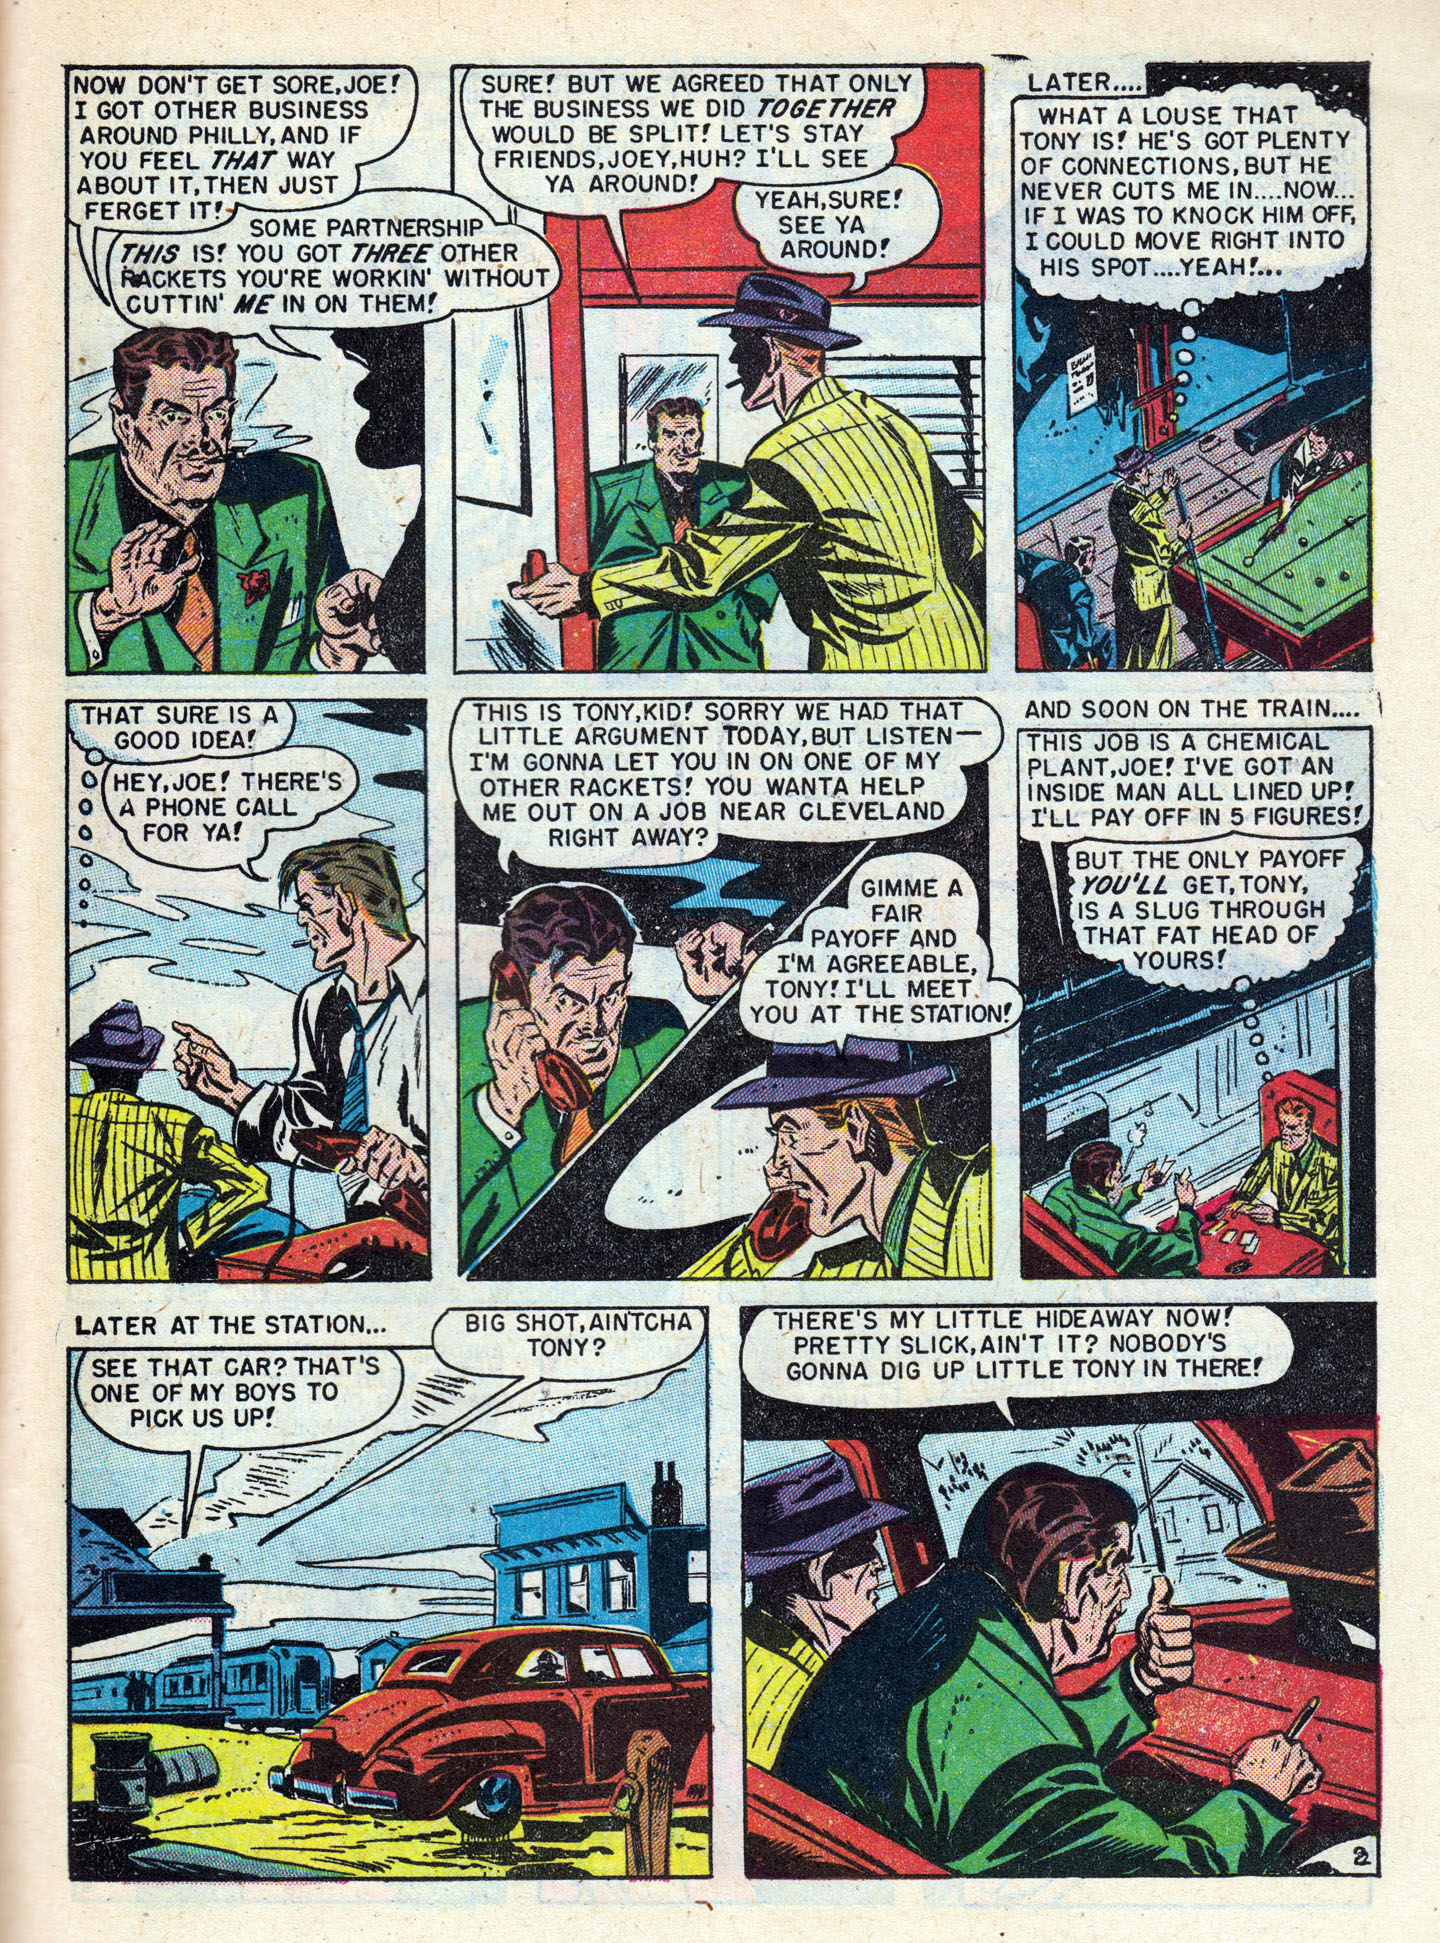 NOW DON'T GET SORE, JOE!
I GOT OTHER BUSINESS
AROUND PHILLY, AND IF
YOU FEEL THAT WAY
ABOUT IT, THEN JUST
FERGET IT!
SOME PARTNERSHIP
THIS IS! YOU GOT THREE OTHER
RACKETS YOU'RE WORKIN' WITHOUT
CUTTIN' ME IN ON THEM!
SURE! BUT WE AGREED THAT ONLY
THE BUSINESS WE DID TOGETHER
WOULD BE SPLIT! LET'S STAY
FRIENDS, JOEY, HUH? I'LL SEE
YA AROUND!
YEAH, SURE!
SEE YA
AROUND!
LATER....
WHAT A LOUSE THAT
TONY IS! HE'S GOT PLENTY
OF CONNECTIONS, BUT HE
NEVER CUTS ME IN....NOW...
IF I WAS TO KNOCK HIM OFF,
I COULD MOVE RIGHT INTO
HIS SPOT....YEAH!...
THAT SURE IS A
GOOD IDEA!
HEY, JOE! THERE'S
A PHONE CALL
FOR YA!
THIS IS TONY, KID! SORRY WE HAD THAT
LITTLE ARGUMENT TODAY, BUT LISTEN—
I'M GONNA LET YOU IN ON ONE OF MY
OTHER RACKETS! YOU WANTA HELP
ME OUT ON A JOB NEAR CLEVELAND
RIGHT AWAY?
GIMME A
FAIR
PAYOFF AND
I'M AGREEABLE,
TONY! I'LL MEET
YOU AT THE STATION!
AND SOON ON THE TRAIN....
THIS JOB IS A CHEMICAL
PLANT, JOE! I'VE GOT AN
INSIDE MAN ALL LINED UP!
I'LL PAY OFF IN 5 FIGURES!
BUT THE ONLY PAYOFF
YOU'LL GET, TONY,
IS A SLUG THROUGH
THAT FAT HEAD OF
YOURS!
LATER AT THE STATION...
SEE THAT CAR? THAT'S
ONE OF MY BOYS TO
PICK US UP!
BIG SHOT, AIN'TCHA
TONY?
THERE'S MY LITTLE HIDEAWAY NOW!
PRETTY SLICK, AIN'T IT? NOBODY'S
GONNA DIG UP LITTLE TONY IN THERE!
2